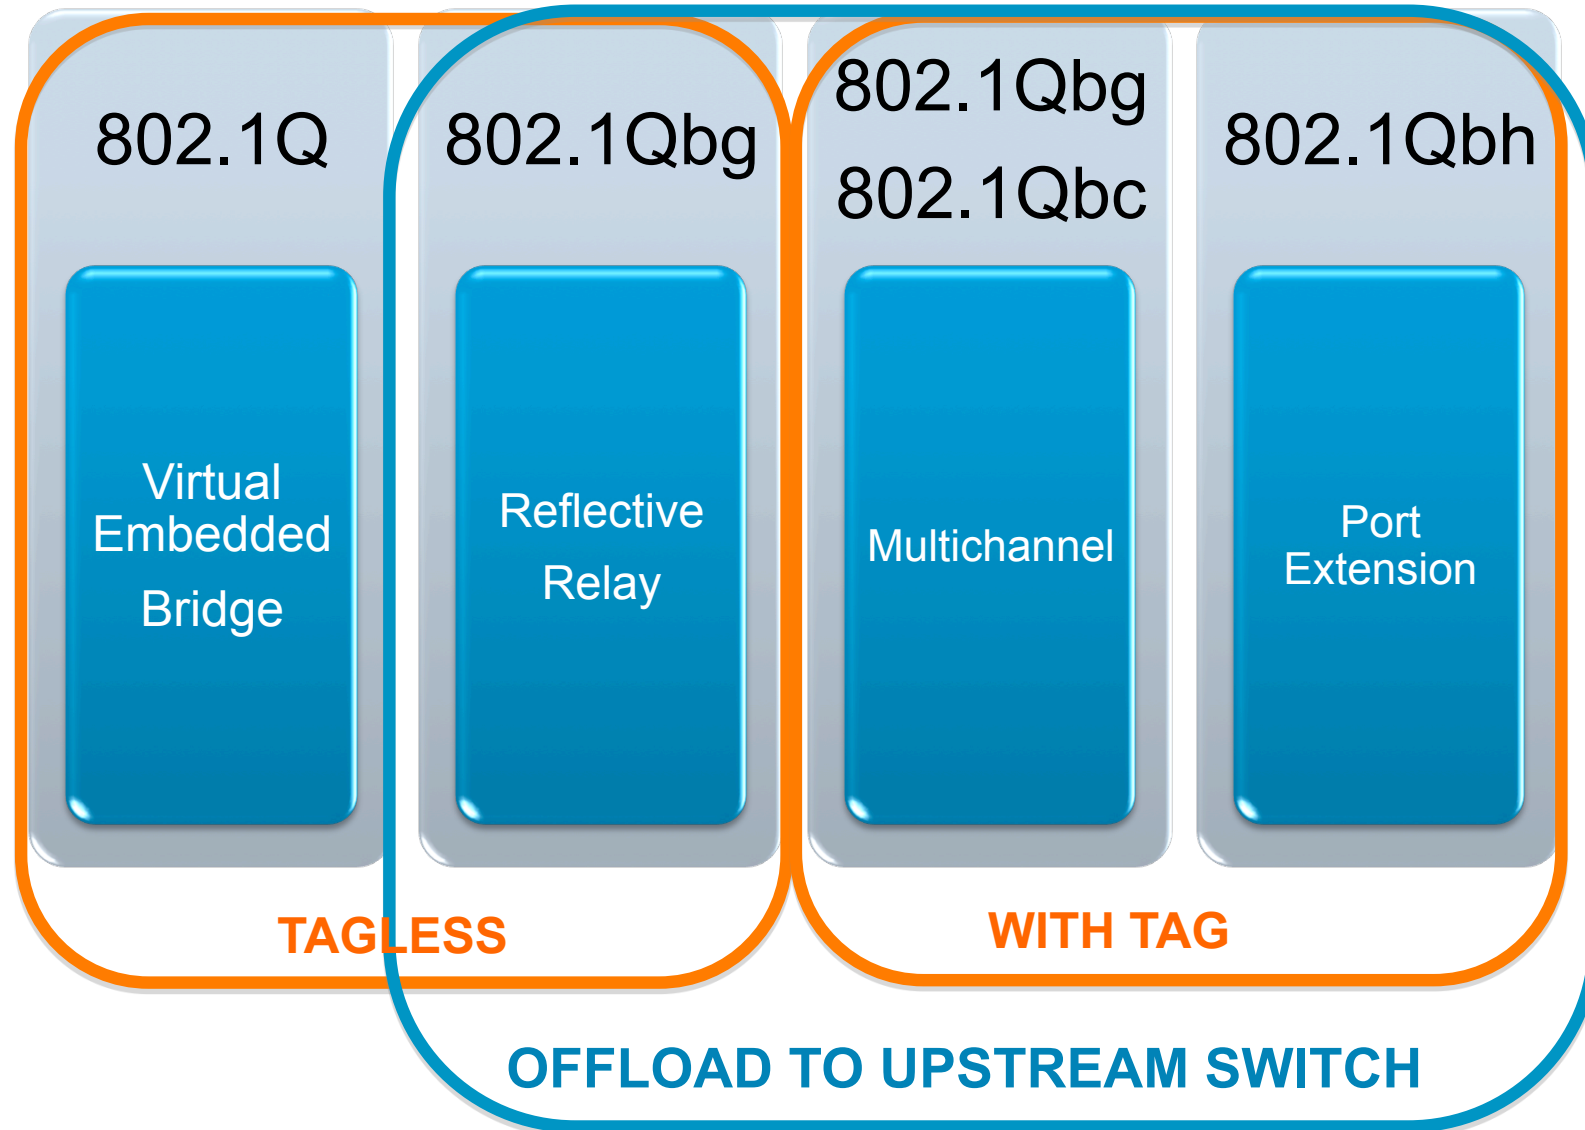 802.1Q
Virtual
Embedded
Bridge
802.1Qbg
Reflective
Relay
802.1Qbg
802.1Qbc
Multichannel
802.1Qbh
Port
Extension
TAGLESS
WITH TAG
OFFLOAD TO UPSTREAM SWITCH